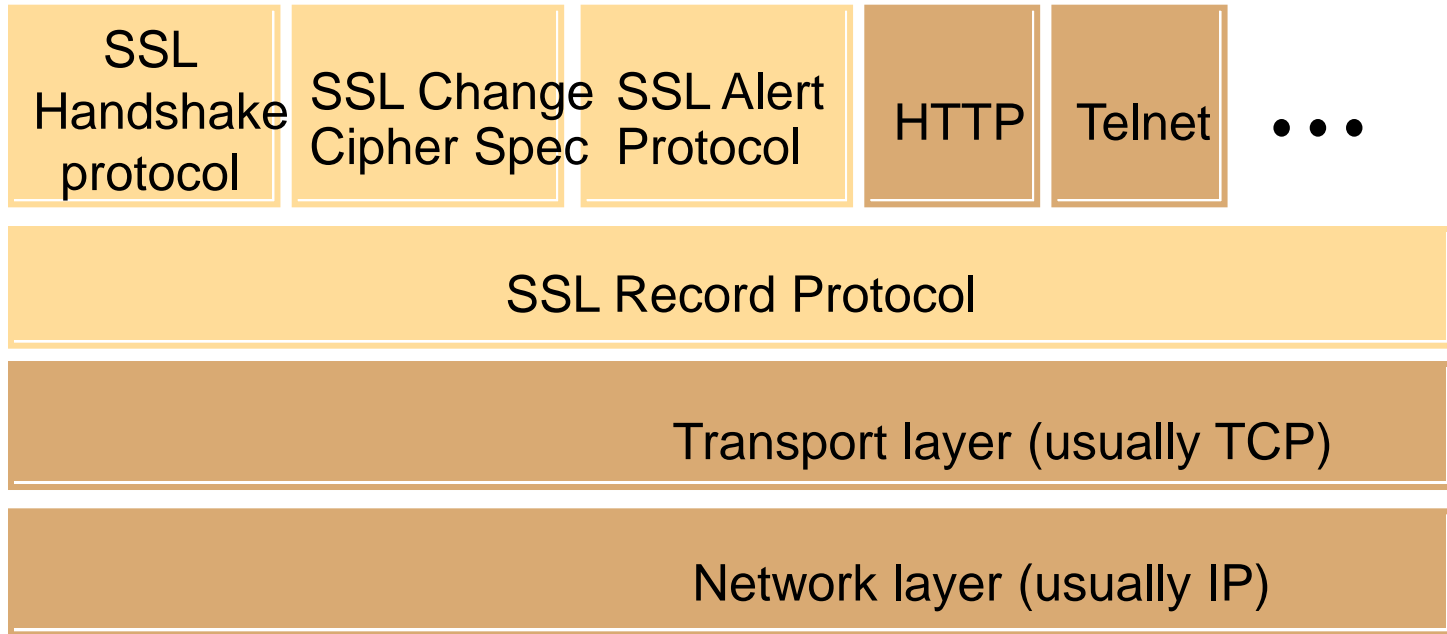 SSL
Handshake
protocol
SSL Change
Cipher Spec
SSL Alert
Protocol
HTTP
Telnet
• • •
SSL Record Protocol
Transport layer (usually TCP)
Network layer (usually IP)